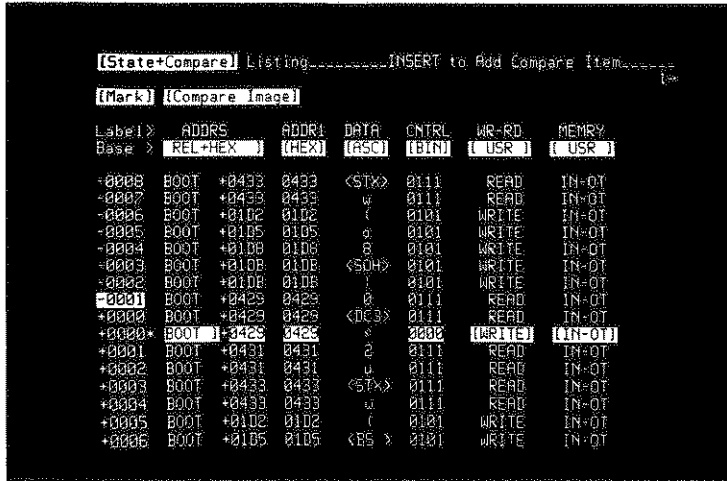 [State+Compare] Listing_________INSERT to Add Compare Item_____
[Mark] [Compare Image]
Label> ADDRS ADDR1 DATA CNTRL WR-RD MEMRY
Base > [ REL+HEX ] [HEX] [ASC] [BIN] [ USR ] [ USR ]
-0008 BOOT +0433 0433 <STX> 0111 READ IN-OT
-0007 BOOT +0433 0433 0111 READ IN-OT
-0006 BOOT +01D2 01D2 ( 0101 WRITE IN-OT
-0005 BOOT +01D5 01D5 0101 WRITE IN-OT
-0004 BOOT +01D8 01D8 8 0101 WRITE IN-OT
-0003 BOOT +01DB 01DB <SOH> 0101 WRITE IN-OT
-0002 BOOT +01DB 01DB 0101 WRITE IN-OT
-0001 BOOT +0429 0429 0 0111 READ IN-OT
+0000 BOOT +0429 0429 <DC3> 0111 READ IN-OT
+0000* [BOOT ] +0429 0429 0000 [WRITE] [IN-OT]
+0001 BOOT +0431 0431 2 0111 READ IN-OT
+0002 BOOT +0431 0431 0111 READ IN-OT
+0003 BOOT +0433 0433 <STX> 0111 READ IN-OT
+0004 BOOT +0433 0433 0111 READ IN-OT
+0005 BOOT +01D2 01D2 ( 0101 WRITE IN-OT
+0006 BOOT +01D5 01D5 <BS > 0101 WRITE IN-OT